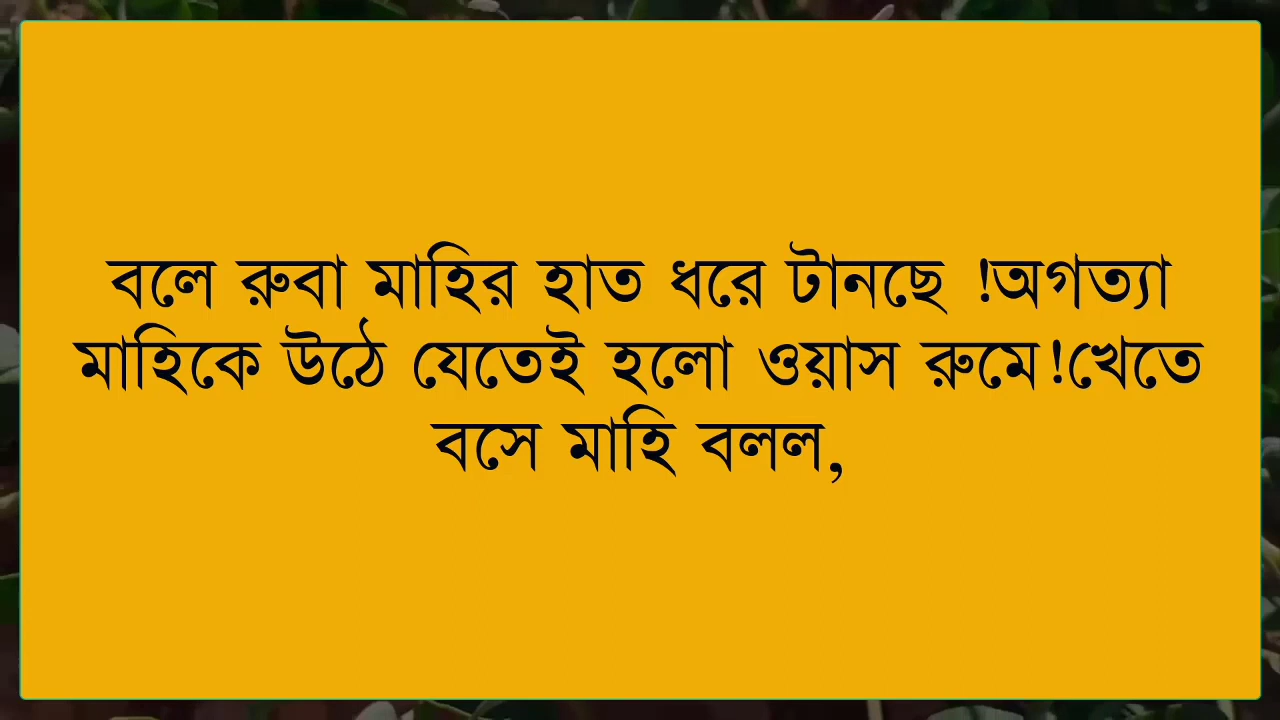 বলে রুবা মাহির হাত ধরে টানছে !অগত্যা
মাহিকে উঠে যেতেই হলো ওয়াস রুমে!খেতে
বসে মাহি বলল,